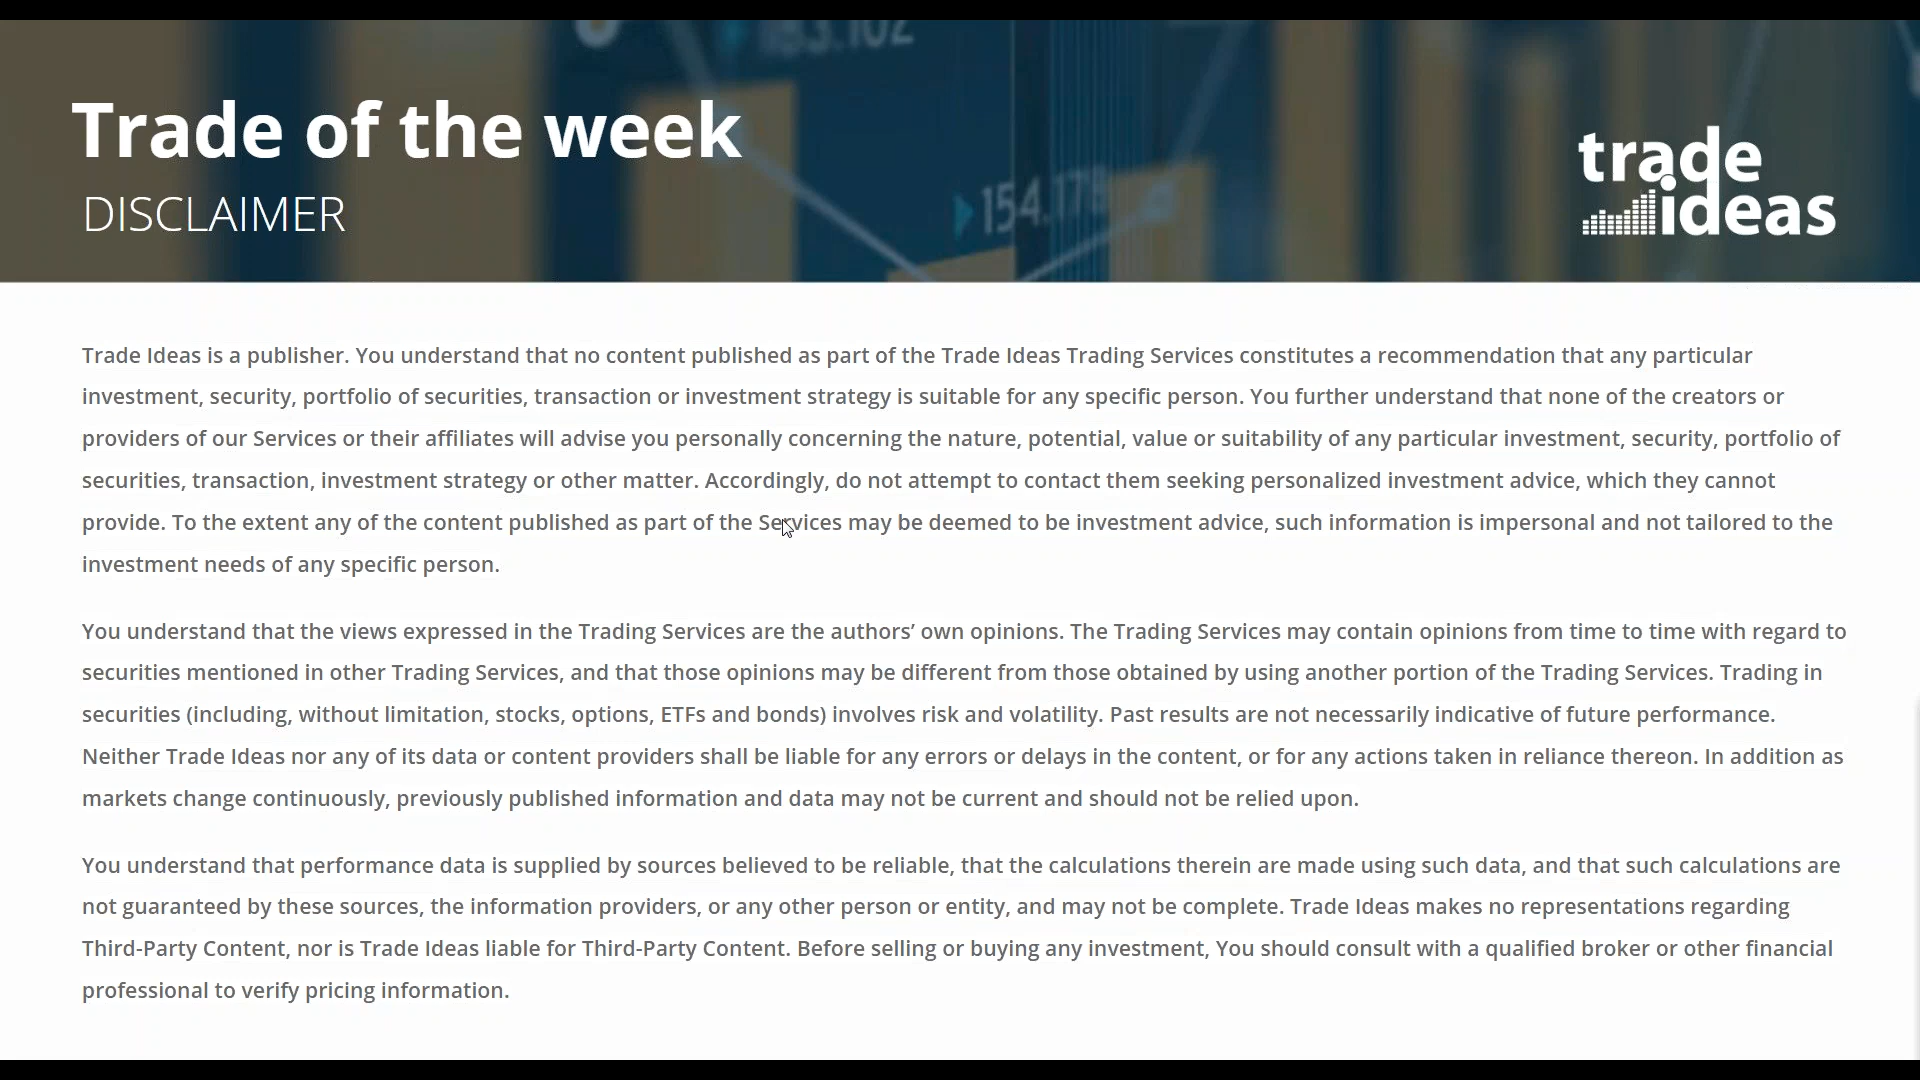 183.102
Trade of the week
DISCLAIMER
154.178
trade
ideas
Trade Ideas is a publisher. You understand that no content published as part of the Trade Ideas Trading Services constitutes a recommendation that any particular
investment, security, portfolio of securities, transaction or investment strategy is suitable for any specific person. You further understand that none of the creators or
providers of our Services or their affiliates will advise you personally concerning the nature, potential, value or suitability of any particular investment, security, portfolio of
securities, transaction, investment strategy or other matter. Accordingly, do not attempt to contact them seeking personalized investment advice, which they cannot
provide. To the extent any of the content published as part of the Services may be deemed to be investment advice, such information is impersonal and not tailored to the
investment needs of any specific person.
You understand that the views expressed in the Trading Services are the authors’ own opinions. The Trading Services may contain opinions from time to time with regard to
securities mentioned in other Trading Services, and that those opinions may be different from those obtained by using another portion of the Trading Services. Trading in
securities (including, without limitation, stocks, options, ETFs and bonds) involves risk and volatility. Past results are not necessarily indicative of future performance.
Neither Trade Ideas nor any of its data or content providers shall be liable for any errors or delays in the content, or for any actions taken in reliance thereon. In addition as
markets change continuously, previously published information and data may not be current and should not be relied upon.
You understand that performance data is supplied by sources believed to be reliable, that the calculations therein are made using such data, and that such calculations are
not guaranteed by these sources, the information providers, or any other person or entity, and may not be complete. Trade Ideas makes no representations regarding
Third-Party Content, nor is Trade Ideas liable for Third-Party Content. Before selling or buying any investment, You should consult with a qualified broker or other financial
professional to verify pricing information.